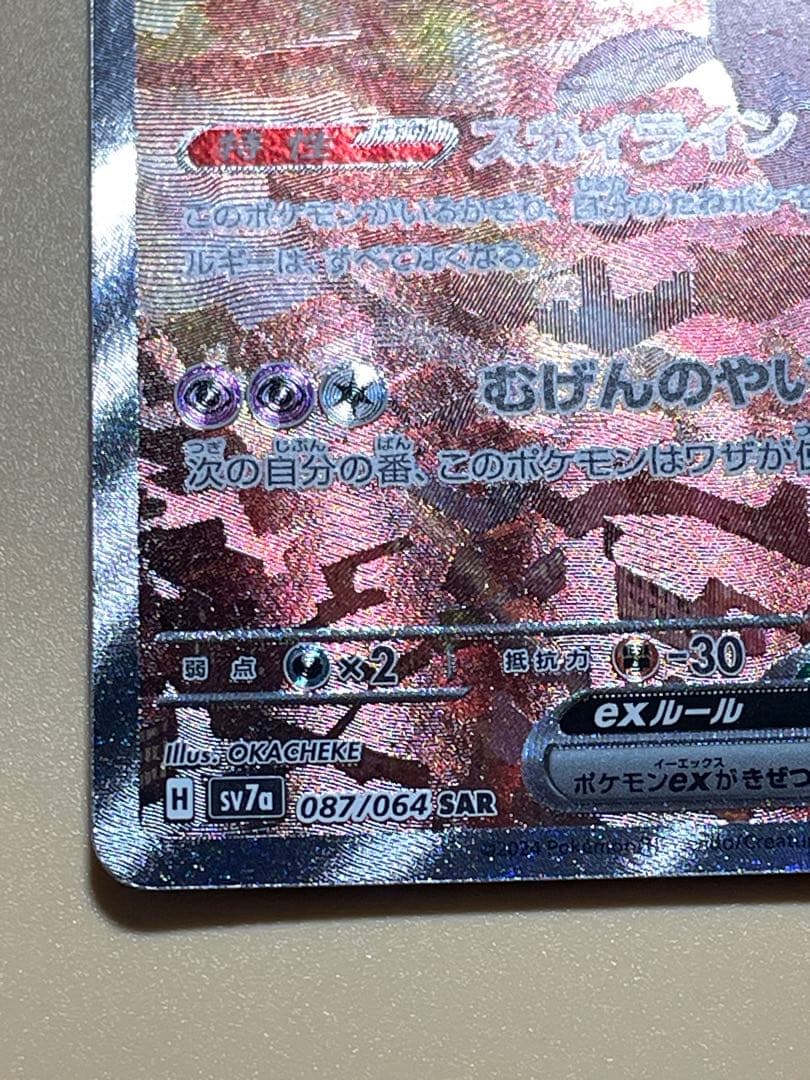 特性 スカイライン
このポケモンがいるかぎり、自分のたねポケモ
ルギーは、すべてなくなる。
むげんのやい
次の自分の番、このポケモンはワザが
弱点 ×2 抵抗力 -30
exルール
ポケモンexがきぜつ
Illus. OKACHEKE
H sv7a 087/064 SAR
©2024 Pokémon